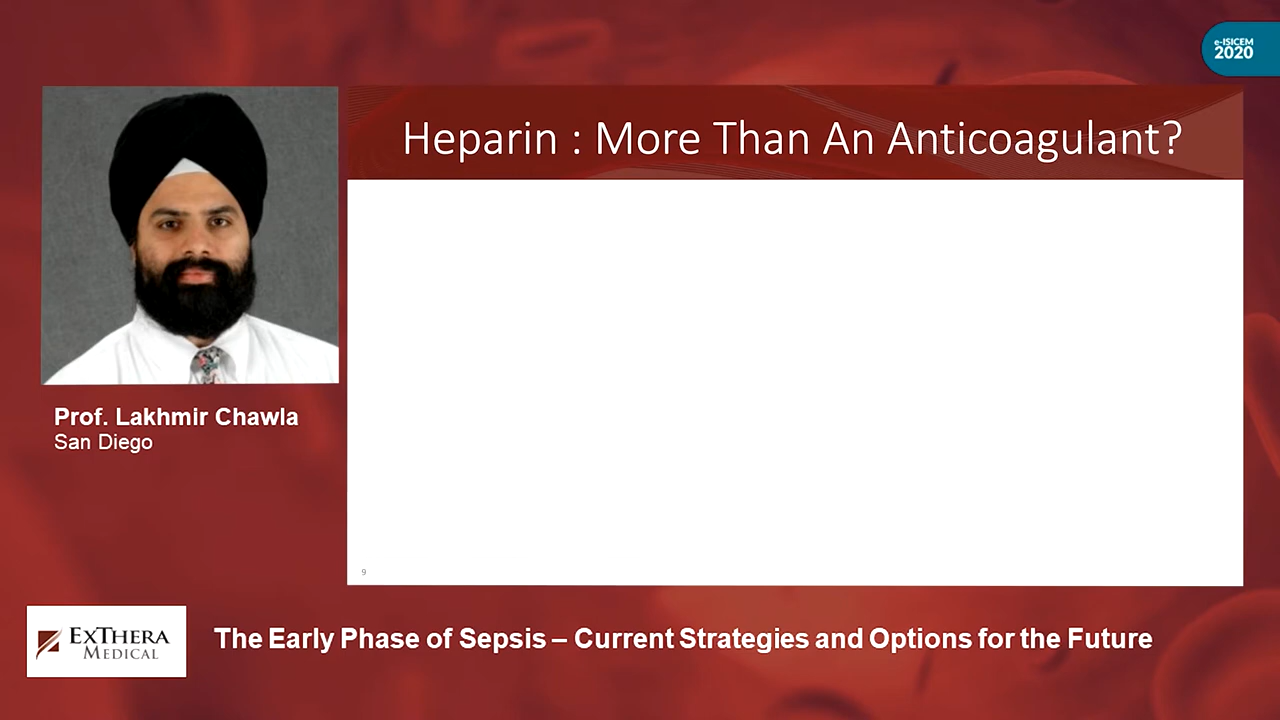 e-ISICEM
2020
Heparin : More Than An Anticoagulant?
Prof. Lakhmir Chawla
San Diego
9
EXTHERA
MEDICAL
The Early Phase of Sepsis – Current Strategies and Options for the Future